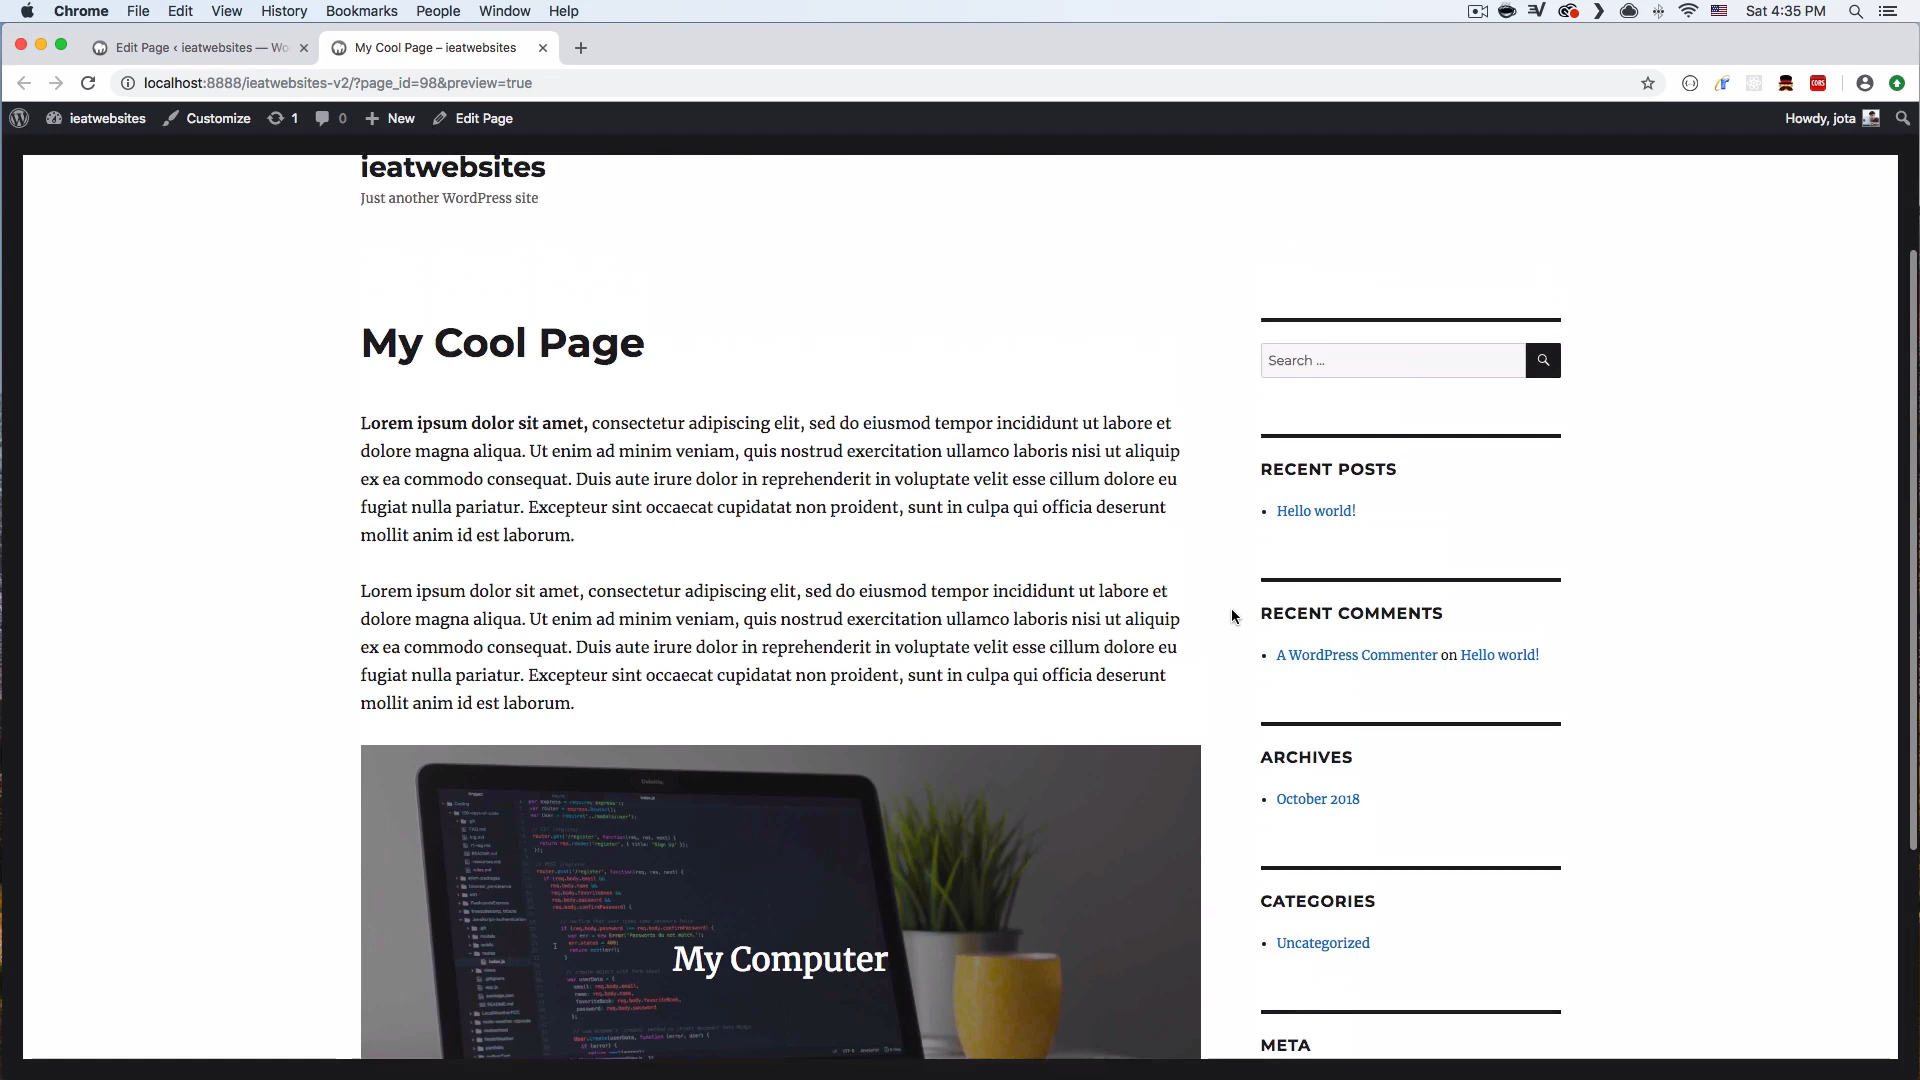 Chrome File Edit View History Bookmarks People Window Help
Sat 4:35 PM
Edit Page ‹ ieatwebsites — Wo
My Cool Page – ieatwebsites
localhost:8888/ieatwebsites-v2/?page_id=98&preview=true
CORS
ieatwebsites Customize 1 0 New Edit Page
Howdy, jota
ieatwebsites
Just another WordPress site
My Cool Page
Lorem ipsum dolor sit amet, consectetur adipiscing elit, sed do eiusmod tempor incididunt ut labore et
dolore magna aliqua. Ut enim ad minim veniam, quis nostrud exercitation ullamco laboris nisi ut aliquip
ex ea commodo consequat. Duis aute irure dolor in reprehenderit in voluptate velit esse cillum dolore eu
fugiat nulla pariatur. Excepteur sint occaecat cupidatat non proident, sunt in culpa qui officia deserunt
mollit anim id est laborum.
Lorem ipsum dolor sit amet, consectetur adipiscing elit, sed do eiusmod tempor incididunt ut labore et
dolore magna aliqua. Ut enim ad minim veniam, quis nostrud exercitation ullamco laboris nisi ut aliquip
ex ea commodo consequat. Duis aute irure dolor in reprehenderit in voluptate velit esse cillum dolore eu
fugiat nulla pariatur. Excepteur sint occaecat cupidatat non proident, sunt in culpa qui officia deserunt
mollit anim id est laborum.
My Computer
Search ...
RECENT POSTS
Hello world!
RECENT COMMENTS
A WordPress Commenter on Hello world!
ARCHIVES
October 2018
CATEGORIES
Uncategorized
META